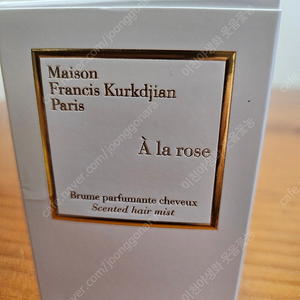 Maison
Francis Kurkdjian
Paris
À la rose
Brume parfumante cheveux
Scented hair mist